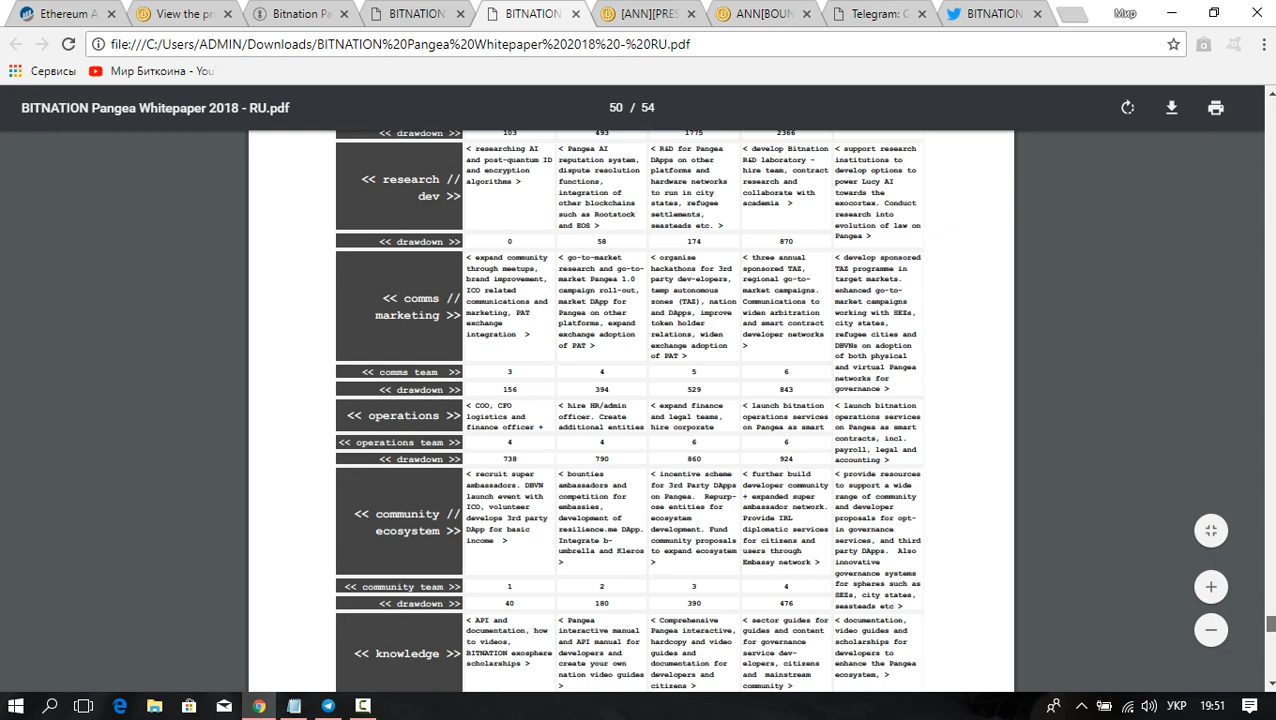 Ethereum A
View the pr
Bitnation Pa
BITNATION
BITNATION
[ANN][PRES
ANN[BOUN
Telegram: C
BITNATION
Мир
file:///C:/Users/ADMIN/Downloads/BITNATION%20Pangea%20Whitepaper%202018%20-%20RU.pdf
Сервисы
Мир Биткоина - You
BITNATION Pangea Whitepaper 2018 - RU.pdf
50 / 54
<< drawdown >> 103 493 1775 2366
<< research //
dev >>
< researching AI
and post-quantum ID
and encryption
algorithms >
< Pangea AI
reputation system,
dispute resolution
functions,
integration of
other blockchains
such as Rootstock
and EOS >
< R&D for Pangea
DApps on other
platforms and
hardware networks
to run in city
states, refugee
settlements,
seasteads etc. >
< develop Bitnation
R&D laboratory -
hire team, contract
research and
collaborate with
academia >
< support research
institutions to
develop options to
power Lucy AI
towards the
exocortex. Conduct
research into
evolution of law on
Pangea >
<< drawdown >> 0 58 174 870
<< comms //
marketing >>
< expand community
through meetups,
brand improvement,
ICO related
communications and
marketing, PAT
exchange
integration >
< go-to-market
research and go-to-
market Pangea 1.0
campaign roll-out,
market DApp for
Pangea on other
platforms, expand
exchange adoption
of PAT >
< organise
hackathons for 3rd
party dev-elopers,
temp autonomous
zones (TAZ), nation
and DApps, improve
token holder
relations, widen
exchange adoption
of PAT >
< three annual
sponsored TAZ,
regional go-to-
market campaigns.
Communications to
widen arbitration
and smart contract
developer networks
>
< develop sponsored
TAZ programme in
target markets.
enhanced go-to-
market campaigns
working with SEZs,
city states,
refugee cities and
DBVNs on adoption
of both physical
and virtual Pangea
networks for
governance >
<< comms team >> 3 4 5 6
<< drawdown >> 156 394 529 843
<< operations >>
< COO, CFO
logistics and
finance officer +
< hire HR/admin
officer. Create
additional entities
< expand finance
and legal teams,
hire corporate
< launch bitnation
operations services
on Pangea as smart
< launch bitnation
operations services
on Pangea as smart
contracts, incl.
payroll, legal and
accounting >
<< operations team >> 4 4 6 6
<< drawdown >> 738 790 860 924
<< community //
ecosystem >>
< recruit super
ambassadors. DBVN
launch event with
ICO, volunteer
develops 3rd party
DApp for basic
income >
< bounties
ambassadors and
competition for
embassies,
development of
resilience.me DApp.
Integrate b-
umbrella and Kleros
>
< incentive scheme
for 3rd Party DApps
on Pangea. Repurp-
ose entities for
ecosystem
development. Fund
community proposals
to expand ecosystem
>
< further build
developer community
+ expanded super
ambassador network.
Provide IRL
diplomatic services
for citizens and
users through
Embassy network >
< provide resources
to support a wide
range of community
and developer
proposals for opt-
in governance
services, and third
party DApps. Also
innovative
governance systems
for spheres such as
SEZs, city states,
seasteads etc >
<< community team >> 1 2 3 4
<< drawdown >> 40 180 390 476
<< knowledge >>
< API and
documentation, how
to videos,
BITNATION exosphere
scholarships >
< Pangea
interactive manual
and API manual for
developers and
create your own
nation video guides
>
< Comprehensive
Pangea interactive,
hardcopy and video
guides and
documentation for
developers and
citizens >
< sector guides for
guides and content
for governance
service dev-
elopers, citizens
and mainstream
community >
< documentation,
video guides and
scholarships for
developers to
enhance the Pangea
ecosystem, >
УКР
19:51